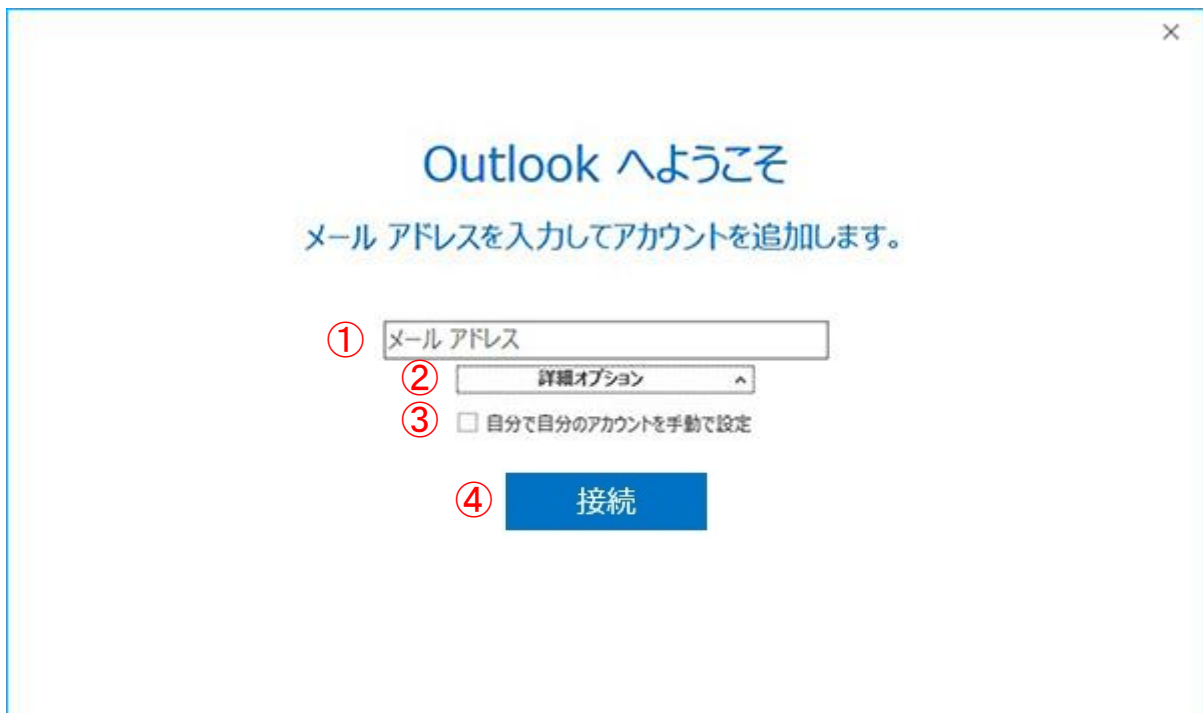 Outlook へようこそ
メール アドレスを入力してアカウントを追加します。
① メール アドレス
② 詳細オプション
③ 自分で自分のアカウントを手動で設定
④ 接続